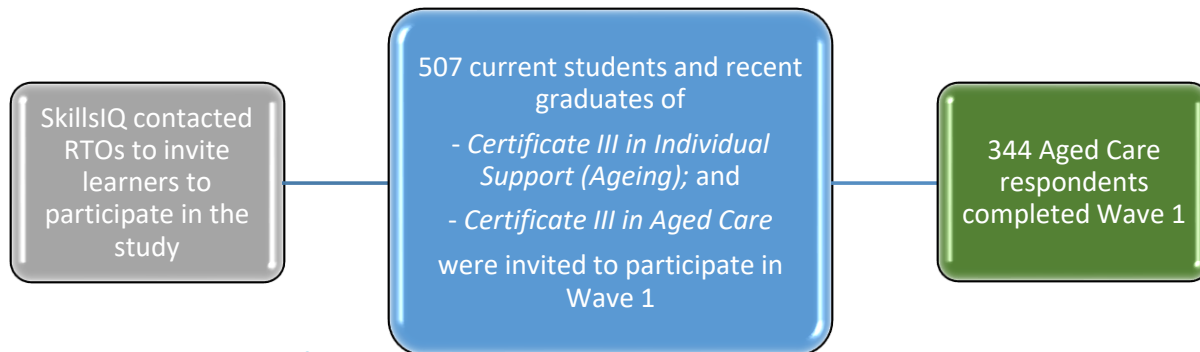 SkillsIQ contacted
RTOs to invite
learners to
participate in the
study
507 current students and recent
graduates of
- Certificate III in Individual
Support (Ageing); and
- Certificate III in Aged Care
were invited to participate in
Wave 1
344 Aged Care
respondents
completed Wave 1